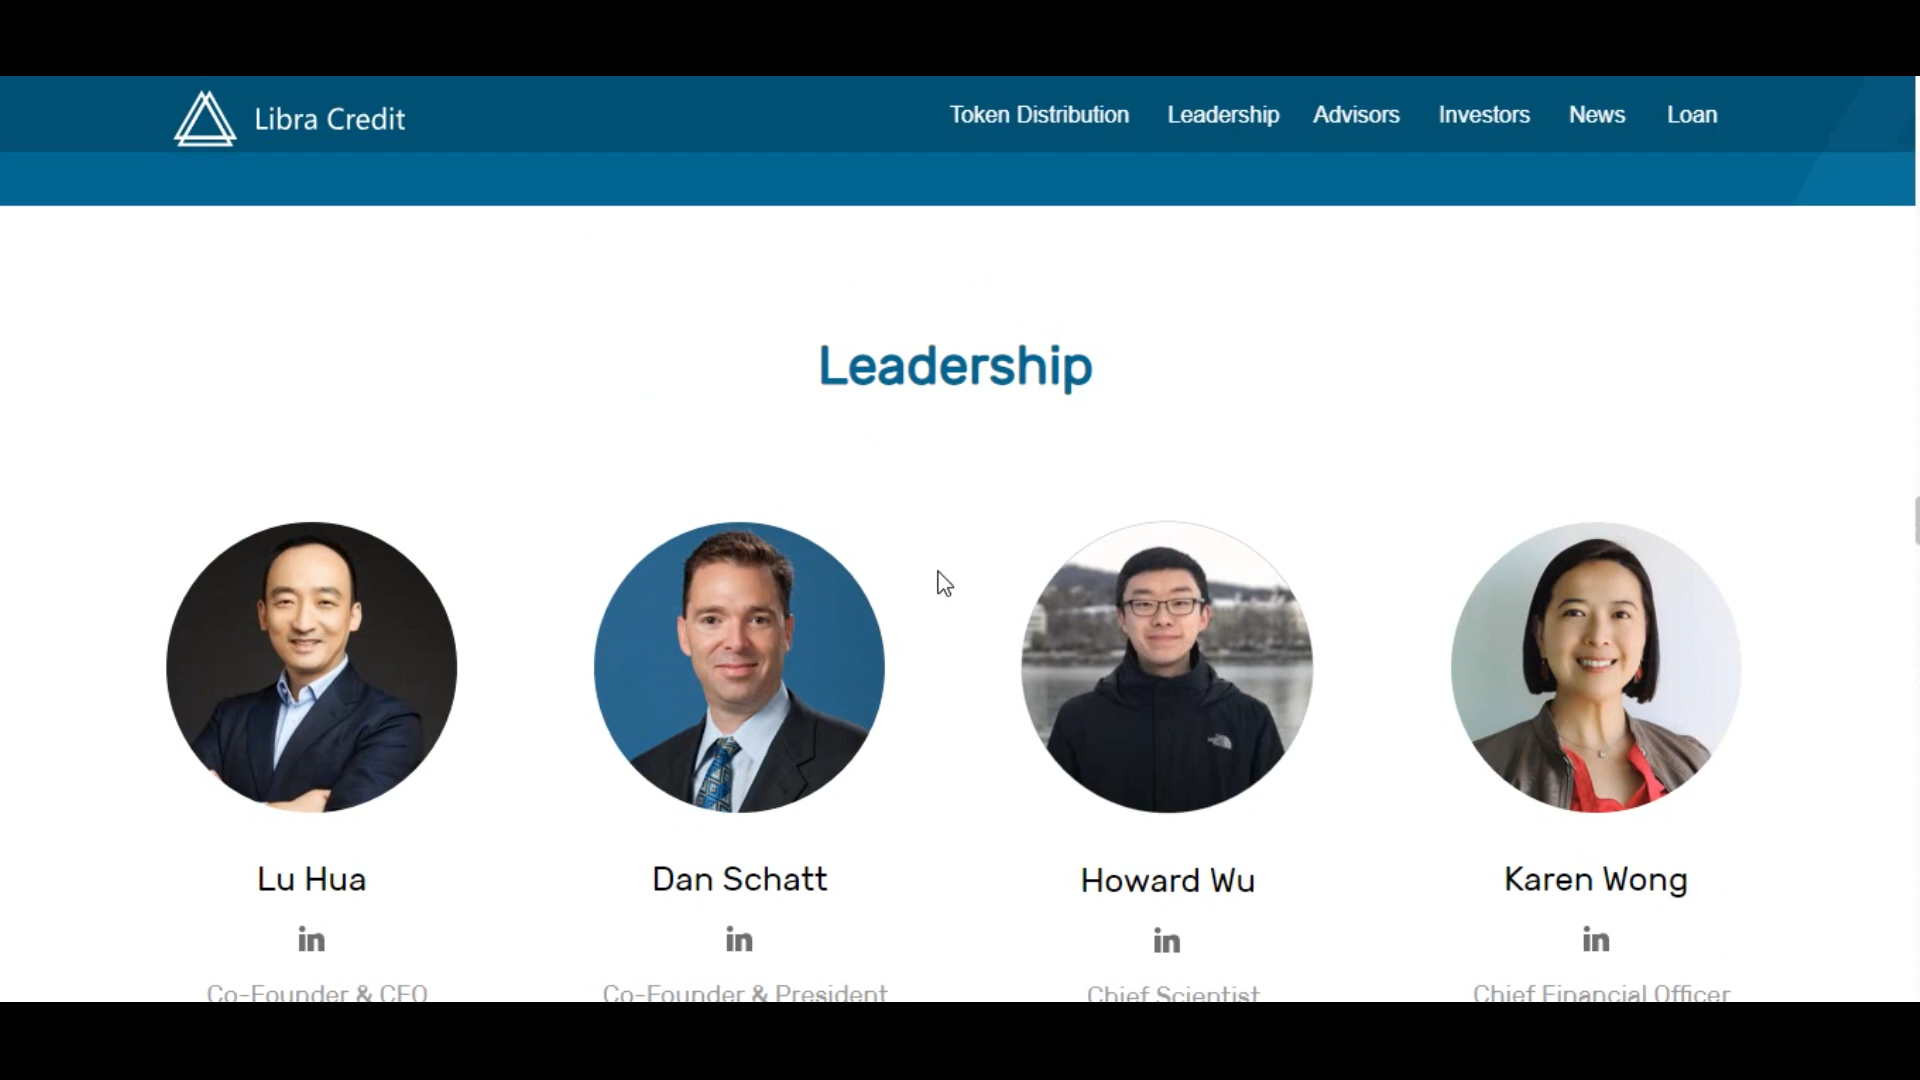 Libra Credit
Token Distribution Leadership Advisors Investors News Loan
Leadership
Lu Hua Dan Schatt Howard Wu Karen Wong
in in in in
Co-Founder & CEO Co-Founder & President Chief Scientist Chief Financial Officer